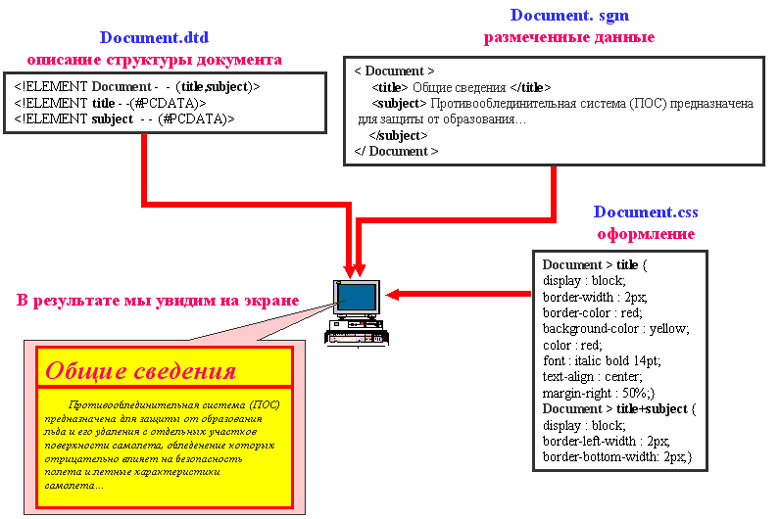 Document.dtd
описание структуры документа
<!ELEMENT Document - - (title,subject)>
<!ELEMENT title - -(#PCDATA)>
<!ELEMENT subject - - (#PCDATA)>
Document. sgm
размеченные данные
< Document >
<title> Общие сведения </title>
<subject> Противооблединительная система (ПОС) предназначена
для защиты от образования…
</subject>
</ Document >
Document.css
оформление
Document > title {
display : block;
border-width : 2px;
border-color : red;
background-color : yellow;
color : red;
font : italic bold 14pt;
text-align : center;
margin-right : 50%;}
Document > title+subject {
display : block;
border-left-width : 2px;
border-bottom-width: 2px;}
В результате мы увидим на экране
Общие сведения
Противооблединительная система (ПОС)
предназначена для защиты от образования
льда и его удаления с отдельных участков
поверхности самолета, обледенение которых
отрицательно влияет на безопасность
полета и летные характеристики
самолета…